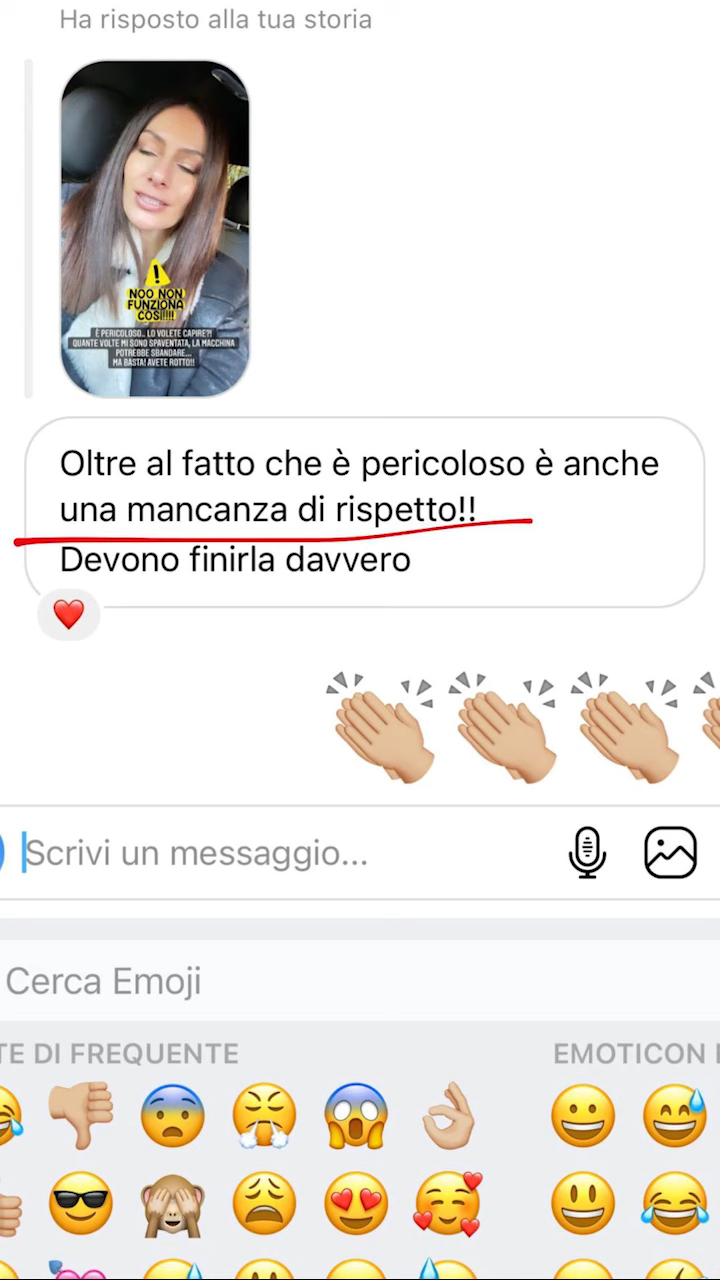 Ha risposto alla tua storia
!
NOO NON
FUNZIONA
COSÌ!!!!!
È PERICOLOSO.. LO VOLETE CAPIRE?!
QUANTE VOLTE MI SONO SPAVENTATA, LA MACCHINA
POTREBBE SBANDARE...
MA BASTA! AVETE ROTTO!!
Oltre al fatto che è pericoloso è anche
una mancanza di rispetto!!
Devono finirla davvero
Scrivi un messaggio...
Cerca Emoji
TE DI FREQUENTE
EMOTICON